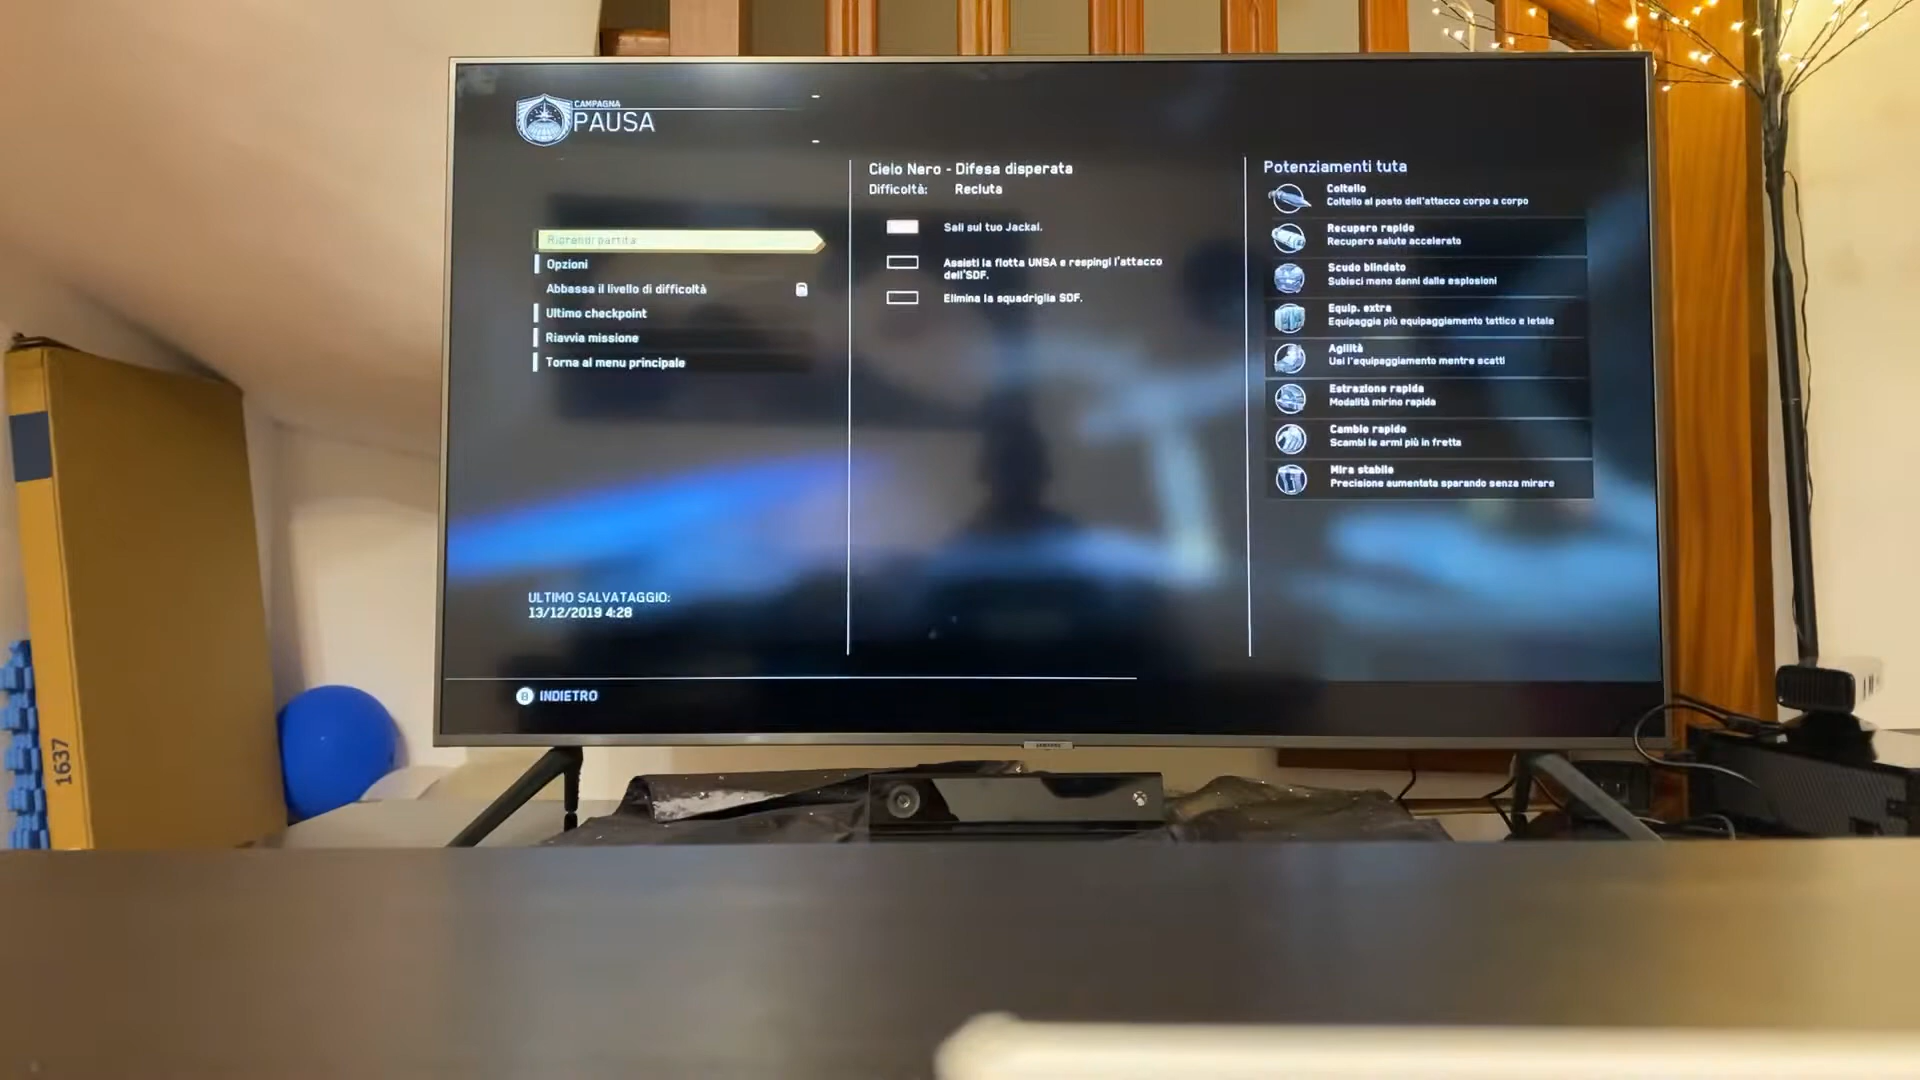 CAMPAGNA
PAUSA
Riprendi partita
Opzioni
Abbassa il livello di difficoltà
Ultimo checkpoint
Riavvia missione
Torna al menu principale
ULTIMO SALVATAGGIO:
13/12/2019 4:28
B INDIETRO
Cielo Nero - Difesa disperata
Difficoltà: Recluta
Sali sul tuo Jackal.
Assisti la flotta UNSA e respingi l'attacco
dell'SDF.
Elimina la squadriglia SDF.
Potenziamenti tuta
Coltello
Coltello al posto dell'attacco corpo a corpo
Recupero rapido
Recupero salute accelerato
Scudo blindato
Subisci meno danni dalle esplosioni
Equip. extra
Equipaggia più equipaggiamento tattico e letale
Agilità
Usi l'equipaggiamento mentre scatti
Estrazione rapida
Modalità mirino rapida
Cambio rapido
Scambi le armi più in fretta
Mira stabile
Precisione aumentata sparando senza mirare
SAMSUNG
1637